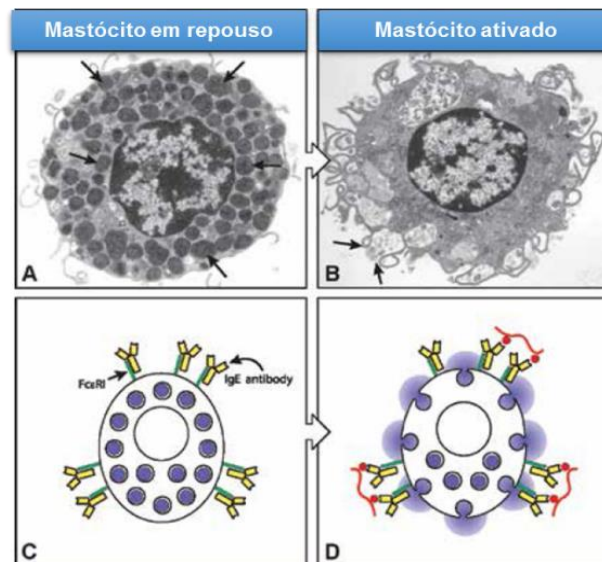 Mastócito em repouso
Mastócito ativado
A
B
FcεRI
IgE antibody
C
D